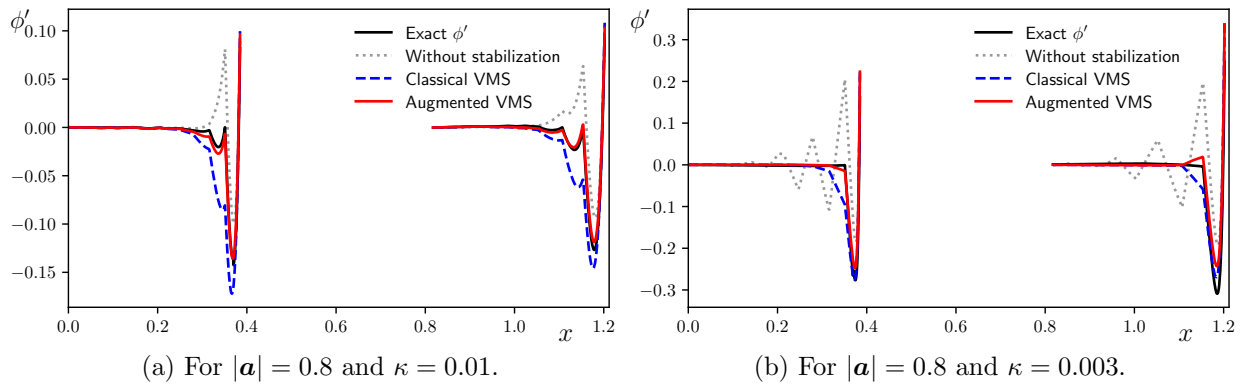 ϕ′
0.10
0.05
0.00
−0.05
−0.10
−0.15
0.0 0.2 0.4 0.6 0.8 1.0 1.2
x
Exact ϕ′
Without stabilization
Classical VMS
Augmented VMS
(a) For |a| = 0.8 and κ = 0.01.
ϕ′
0.3
0.2
0.1
0.0
−0.1
−0.2
−0.3
0.0 0.2 0.4 0.6 0.8 1.0 1.2
x
Exact ϕ′
Without stabilization
Classical VMS
Augmented VMS
(b) For |a| = 0.8 and κ = 0.003.